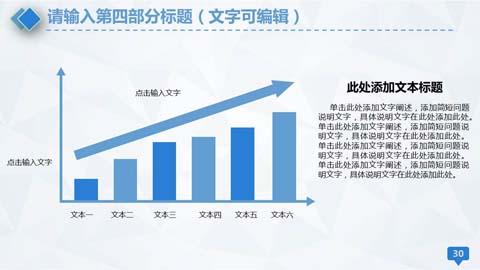 请输入第四部分标题（文字可编辑）
点击输入文字
点击输入文字
文本一
文本二
文本三
文本四
文本五
文本六
此处添加文本标题
单击此处添加文字阐述，添加简短问题
说明文字，具体说明文字在此处添加此处。
单击此处添加文字阐述，添加简短问题说
明文字，具体说明文字在此处添加此处。
单击此处添加文字阐述，添加简短问题说
明文字，具体说明文字在此处添加此处。
单击此处添加文字阐述，添加简短问题说
明文字，具体说明文字在此处添加此处。
30